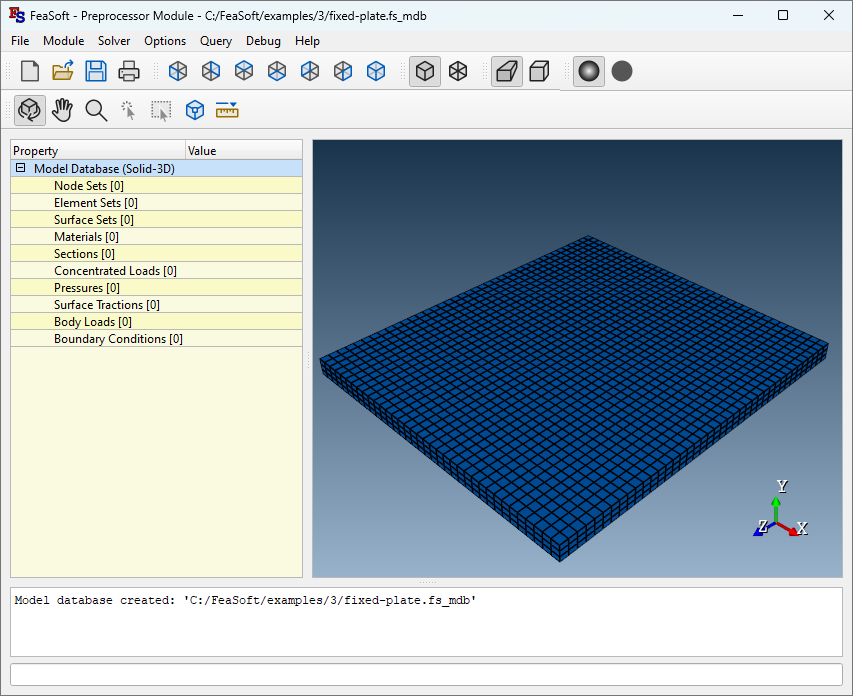 FS FeaSoft - Preprocessor Module - C:/FeaSoft/examples/3/fixed-plate.fs_mdb
File Module Solver Options Query Debug Help
Property Value
Model Database (Solid-3D)
Node Sets [0]
Element Sets [0]
Surface Sets [0]
Materials [0]
Sections [0]
Concentrated Loads [0]
Pressures [0]
Surface Tractions [0]
Body Loads [0]
Boundary Conditions [0]
Y
Z X
Model database created: 'C:/FeaSoft/examples/3/fixed-plate.fs_mdb'